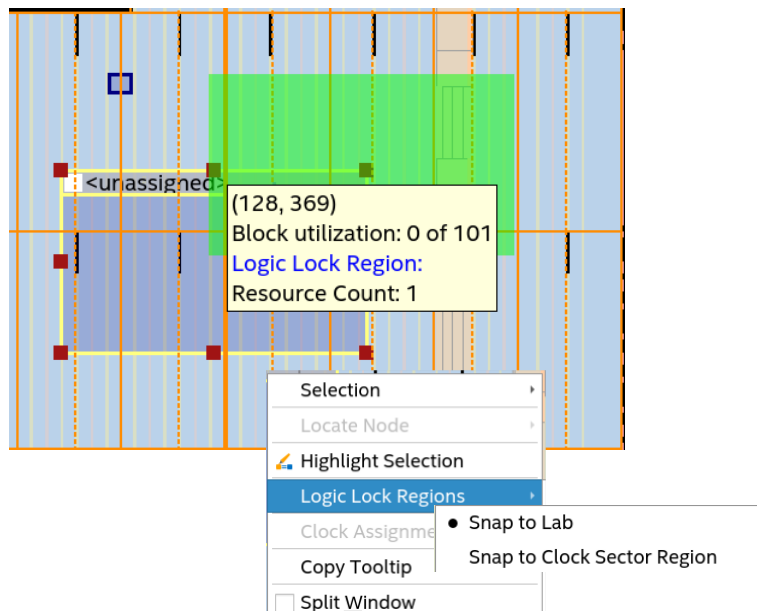 <unassigned>
(128, 369)
Block utilization: 0 of 101
Logic Lock Region:
Resource Count: 1
Selection
Locate Node
Highlight Selection
Logic Lock Regions
Snap to Lab
Clock Assignme
Snap to Clock Sector Region
Copy Tooltip
Split Window